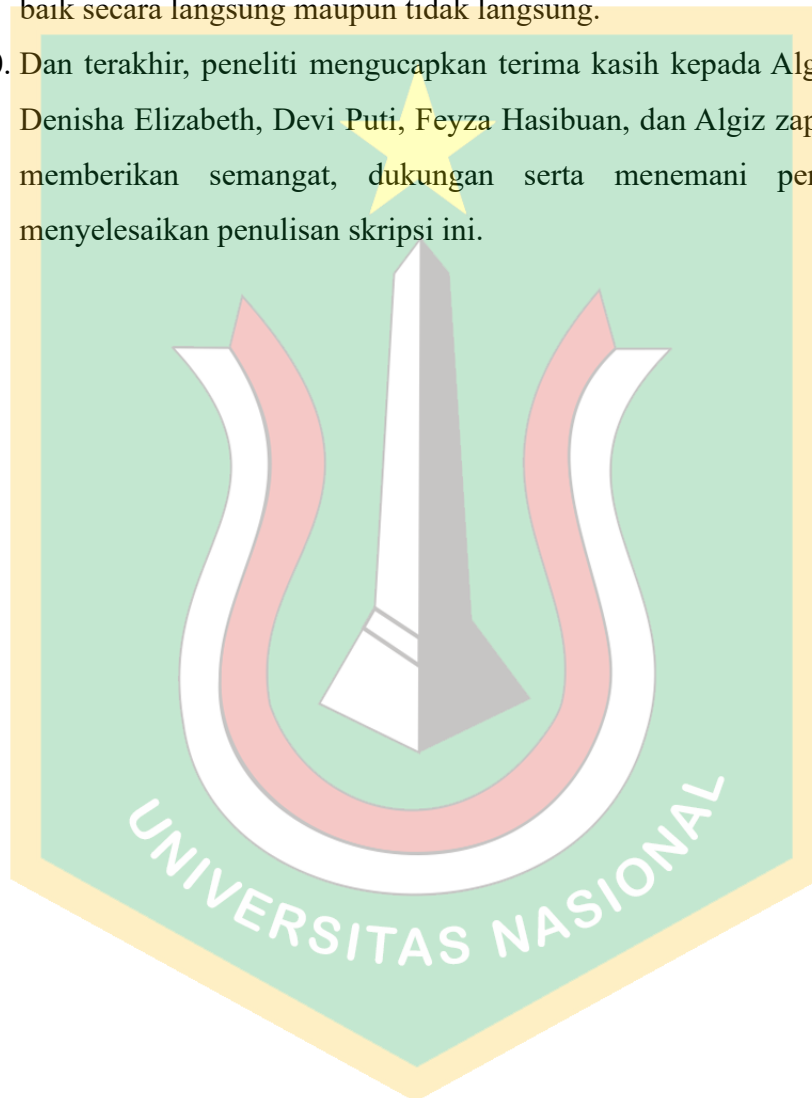 baik secara langsung maupun tidak langsung.
Dan terakhir, peneliti mengucapkan terima kasih kepada
Denisha Elizabeth, Devi Puti, Feyza Hasibuan, dan Algiz
memberikan semangat, dukungan serta menemani
menyelesaikan penulisan skripsi ini.
UNIVERSITAS NASIONAL